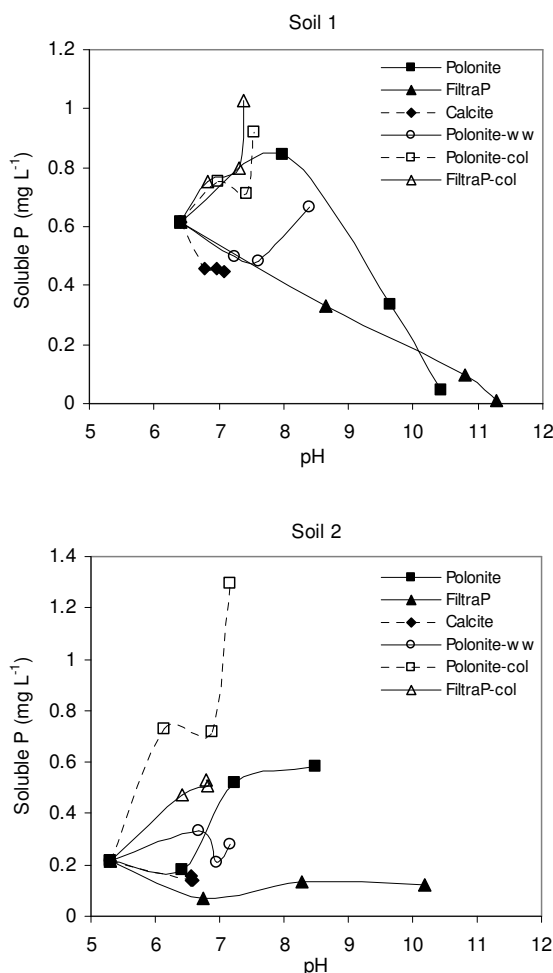 Soil 1
Soluble P (mg L⁻¹)
1.2
1
0.8
0.6
0.4
0.2
0
5 6 7 8 9 10 11 12
pH
Polonite
FiltraP
Calcite
Polonite-ww
Polonite-col
FiltraP-col
Soil 2
Soluble P (mg L⁻¹)
1.4
1.2
1
0.8
0.6
0.4
0.2
0
5 6 7 8 9 10 11 12
pH
Polonite
FiltraP
Calcite
Polonite-ww
Polonite-col
FiltraP-col